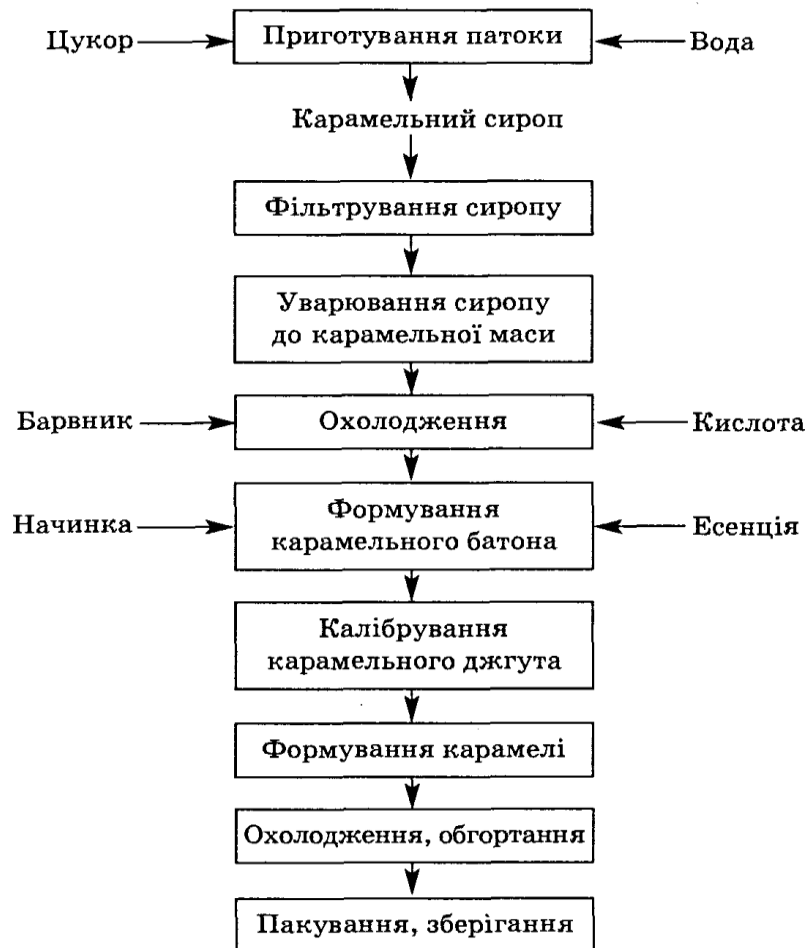 Цукор
Приготування патоки
Вода
Карамельний сироп
Фільтрування сиропу
Уварювання сиропу
до карамельної маси
Барвник
Охолодження
Кислота
Начинка
Формування
карамельного батона
Есенція
Калібрування
карамельного джгута
Формування карамелі
Охолодження, обгортання
Пакування, зберігання